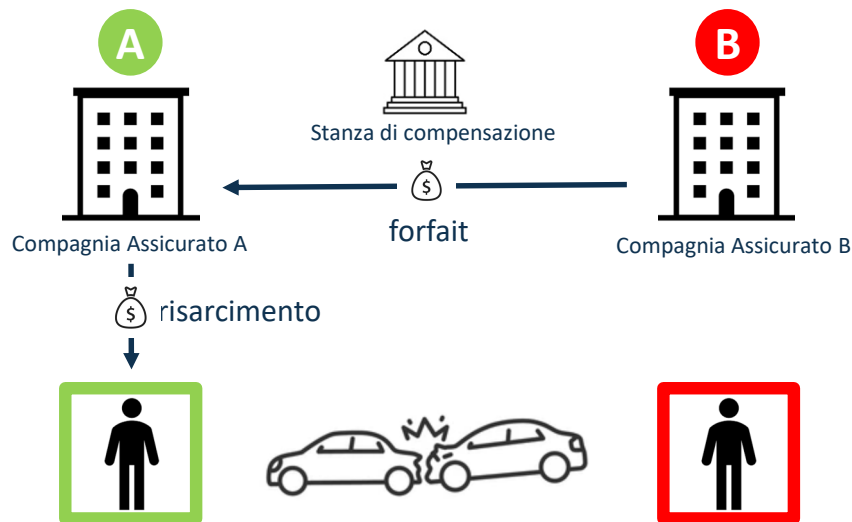 A
B
Stanza di compensazione
$
forfait
Compagnia Assicurato A
Compagnia Assicurato B
$
risarcimento